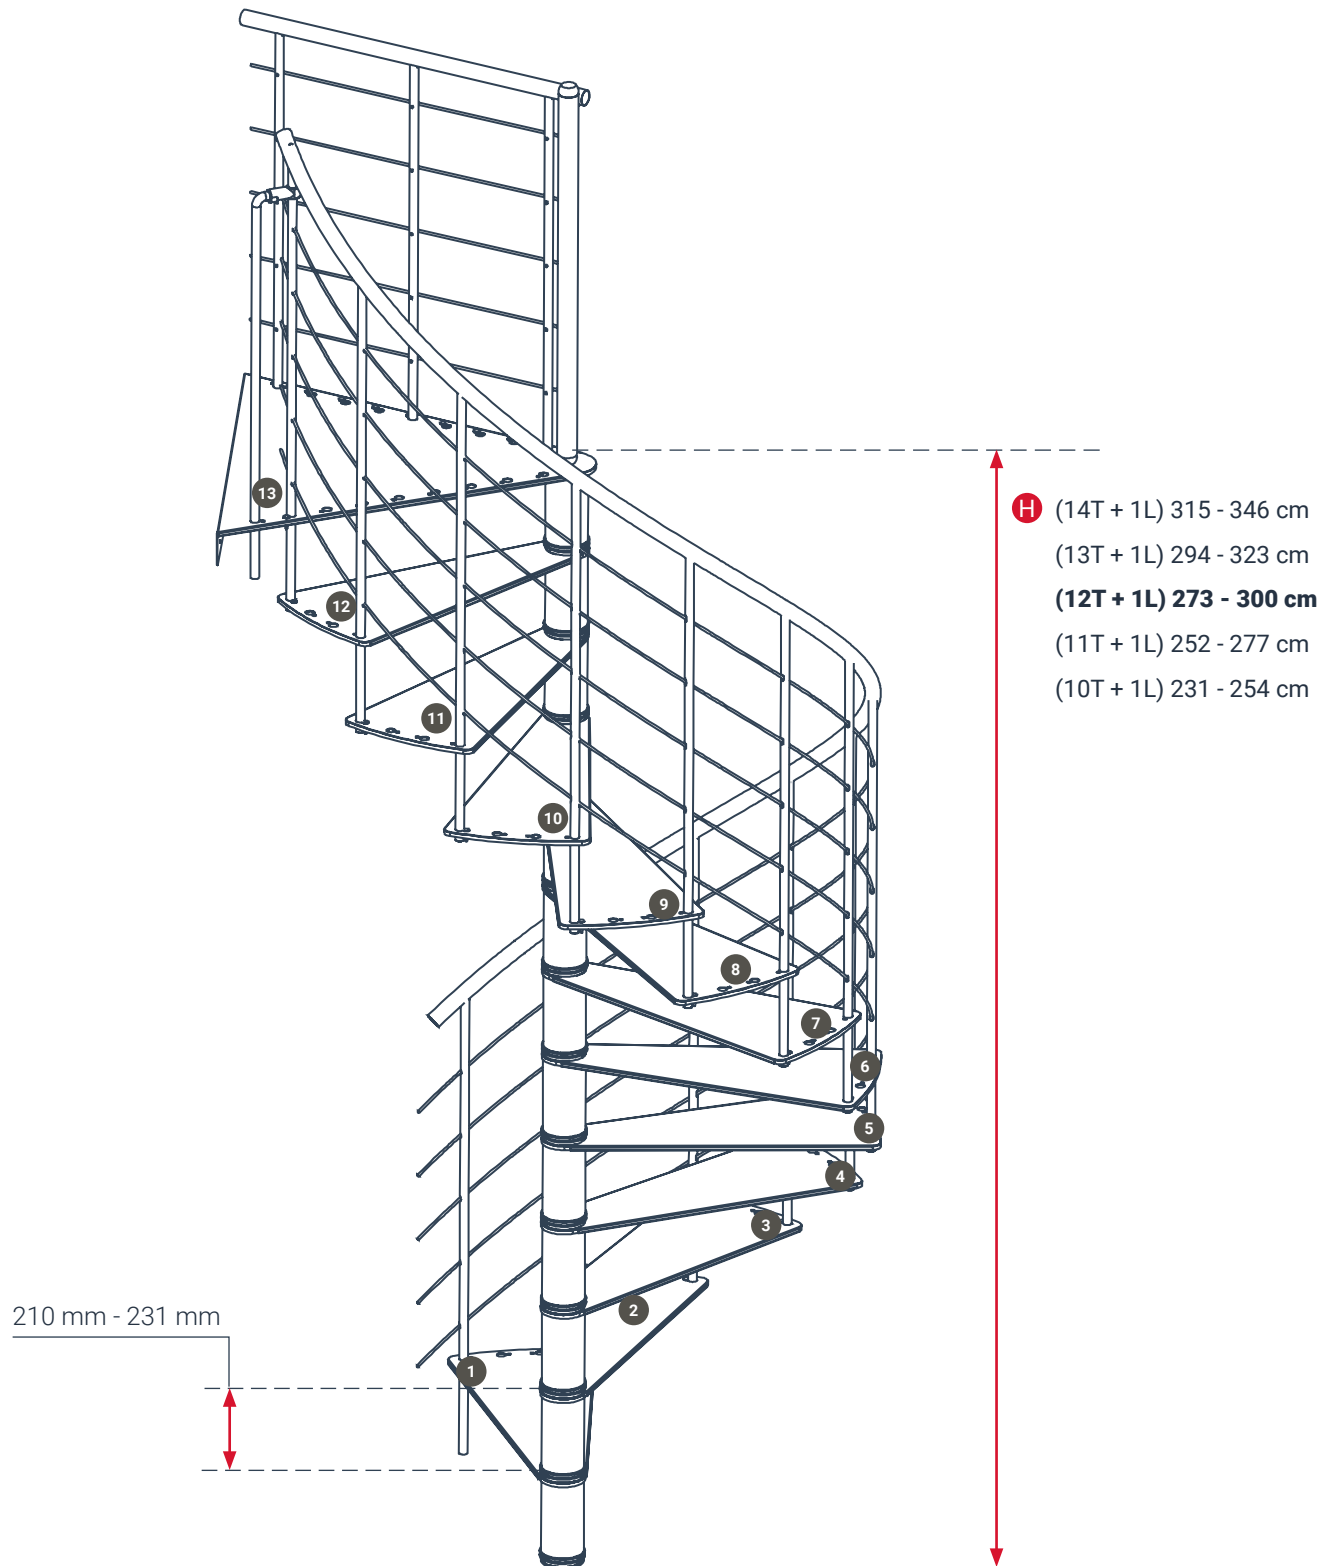 13
H (14T + 1L) 315 - 346 cm
(13T + 1L) 294 - 323 cm
(12T + 1L) 273 - 300 cm
(11T + 1L) 252 - 277 cm
(10T + 1L) 231 - 254 cm
12
11
10
9
8
7
6
5
4
3
2
210 mm - 231 mm
1